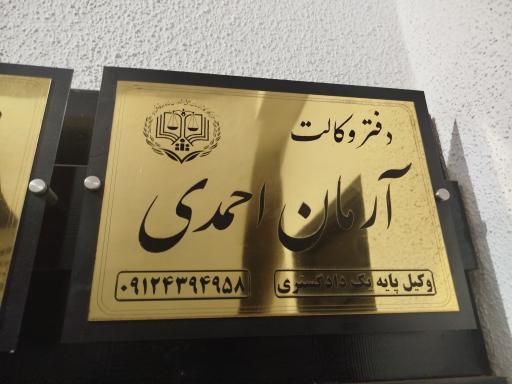 دفتر وکالت
آرمان احمدی
وکیل پایه یک دادگستری
۰۹۱۲۴۳۹۴۹۵۸